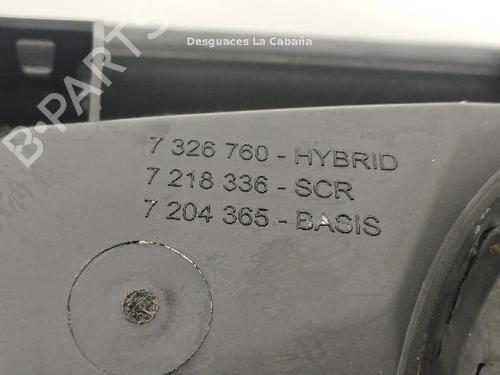 Desguaces La Cabaña
B-PARTS
7 326 760 - HYBRID
7 218 336 - SCR
7 204 365 - BASIS